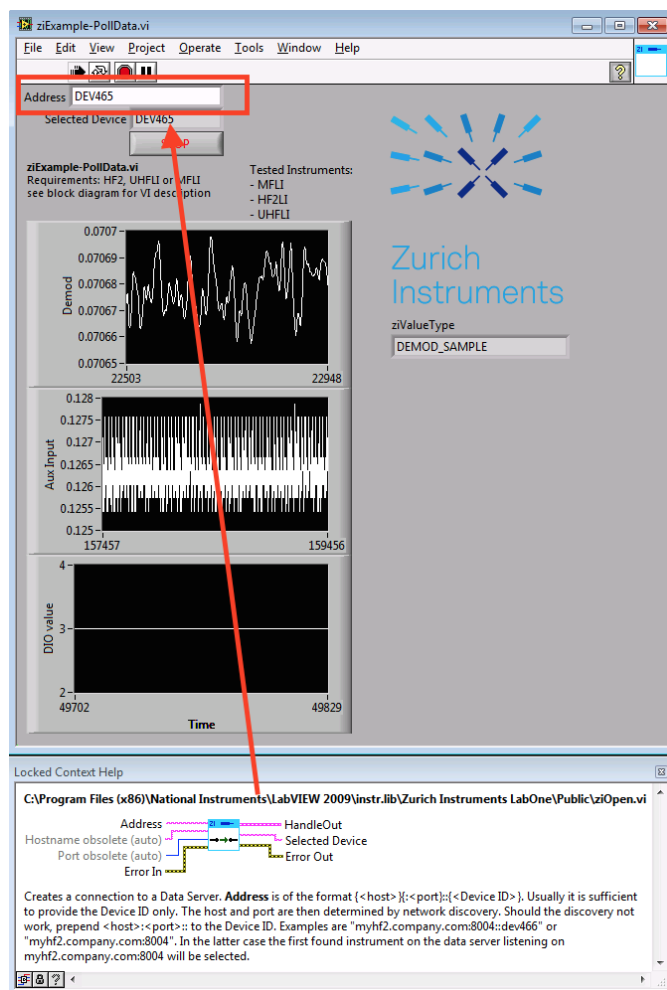 ziExample-PollData.vi
File Edit View Project Operate Tools Window Help
Address DEV465
Selected Device DEV465
ziExample-PollData.vi
Requirements: HF2, UHFLI or MFLI
see block diagram for VI description
Tested Instruments:
- MFLI
- HF2LI
- UHFLI
Zurich
Instruments
ziValueType
DEMOD_SAMPLE
Demod
0.0707
0.07069
0.07068
0.07067
0.07066
0.07065
22503 22948
Aux Input
0.128
0.1275
0.127
0.1265
0.126
0.1255
0.125
157457 159456
DIO value
4
3
2
49702 49829
Time
Locked Context Help
C:\Program Files (x86)\National Instruments\LabVIEW 2009\instr.lib\Zurich Instruments LabOne\Public\ziOpen.vi
Address HandleOut
Hostname obsolete (auto) Selected Device
Port obsolete (auto) Error Out
Error In
Creates a connection to a Data Server. Address is of the format {<host>}{:<port>::{<Device ID>}. Usually it is sufficient
to provide the Device ID only. The host and port are then determined by network discovery. Should the discovery not
work, prepend <host>:<port>:: to the Device ID. Examples are "myhf2.company.com:8004::dev466" or
"myhf2.company.com:8004". In the latter case the first found instrument on the data server listening on
myhf2.company.com:8004 will be selected.